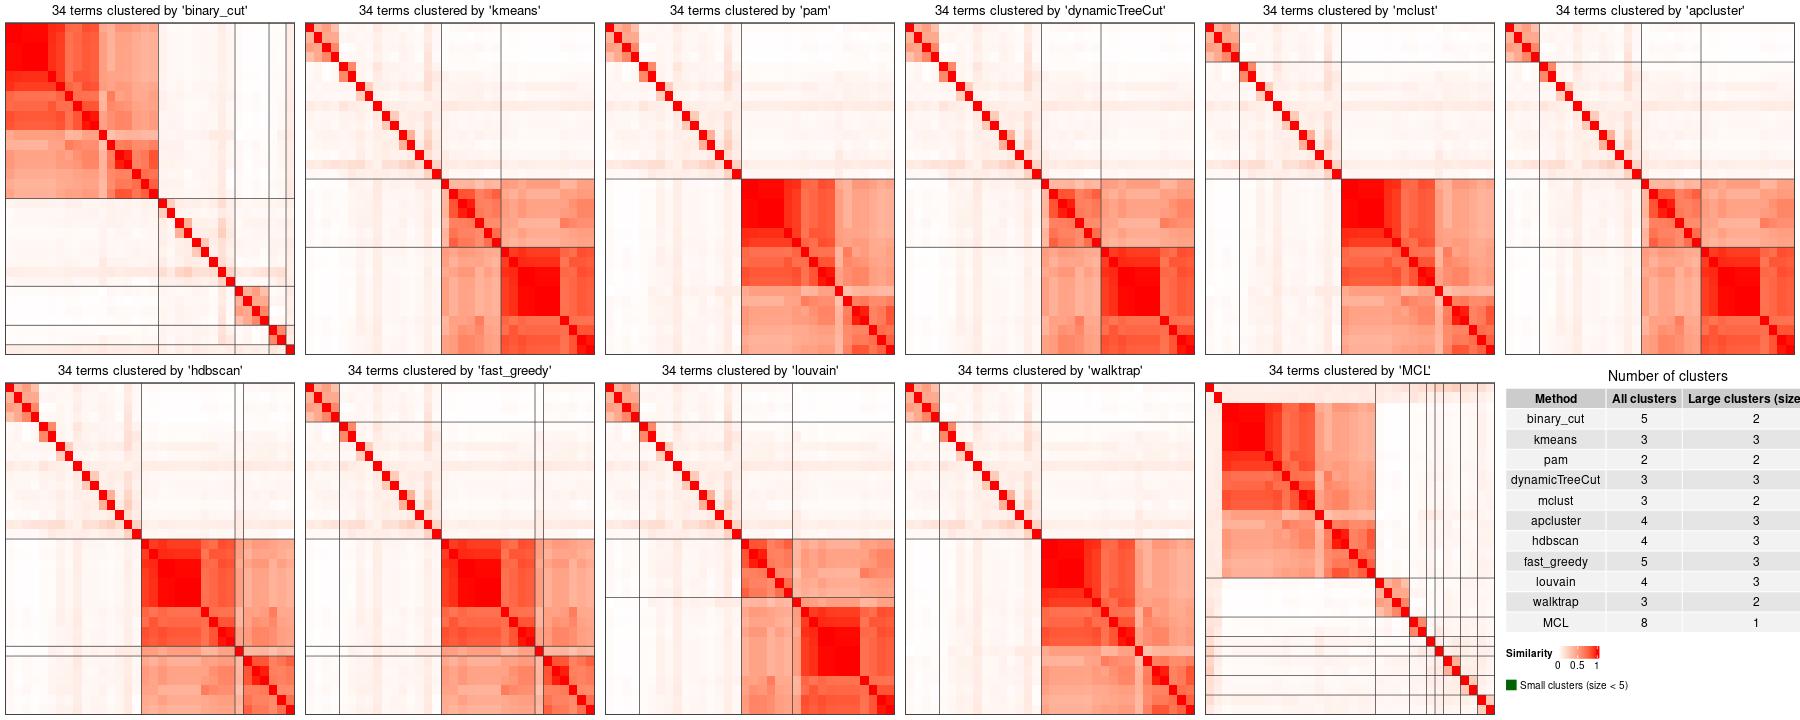 34 terms clustered by 'binary_cut'
34 terms clustered by 'kmeans'
34 terms clustered by 'pam'
34 terms clustered by 'dynamicTreeCut'
34 terms clustered by 'mclust'
34 terms clustered by 'apcluster'
34 terms clustered by 'hdbscan'
34 terms clustered by 'fast_greedy'
34 terms clustered by 'louvain'
34 terms clustered by 'walktrap'
34 terms clustered by 'MCL'
Number of clusters
Method All clusters Large clusters (size
binary_cut 5 2
kmeans 3 3
pam 2 2
dynamicTreeCut 3 3
mclust 3 2
apcluster 4 3
hdbscan 4 3
fast_greedy 5 3
louvain 4 3
walktrap 3 2
MCL 8 1
Similarity
0 0.5 1
Small clusters (size < 5)